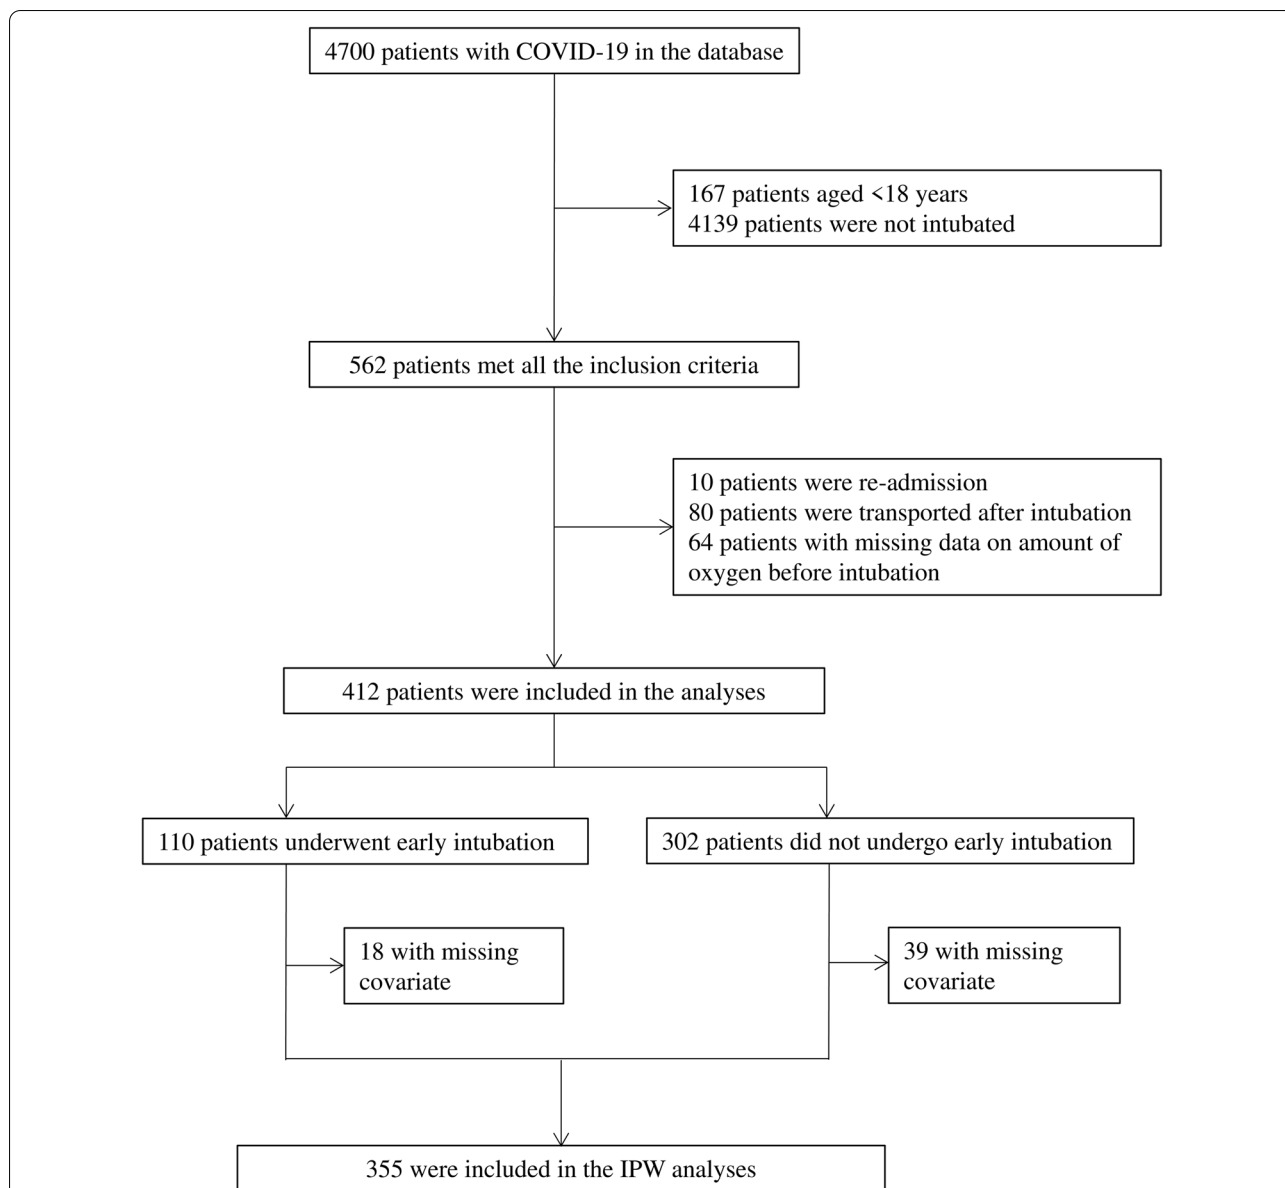 4700 patients with COVID-19 in the database
167 patients aged <18 years
4139 patients were not intubated
562 patients met all the inclusion criteria
10 patients were re-admission
80 patients were transported after intubation
64 patients with missing data on amount of
oxygen before intubation
412 patients were included in the analyses
110 patients underwent early intubation
302 patients did not undergo early intubation
18 with missing
covariate
39 with missing
covariate
355 were included in the IPW analyses